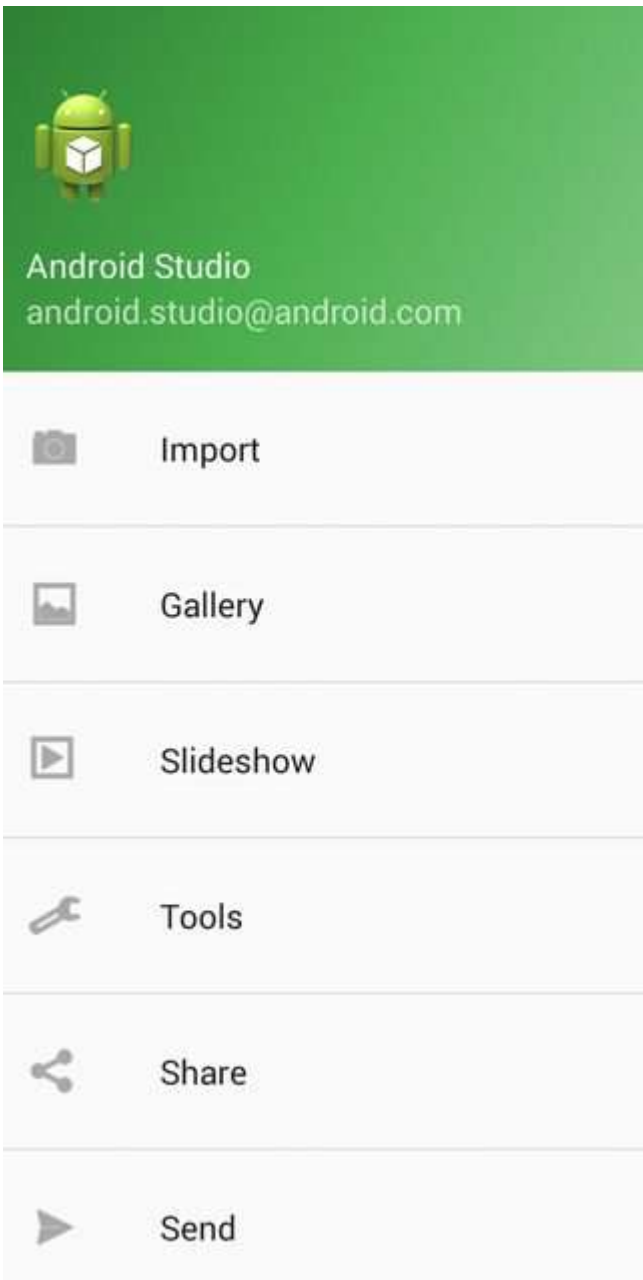 Android Studio
android.studio@android.com
Import
Gallery
Slideshow
Tools
Share
Send